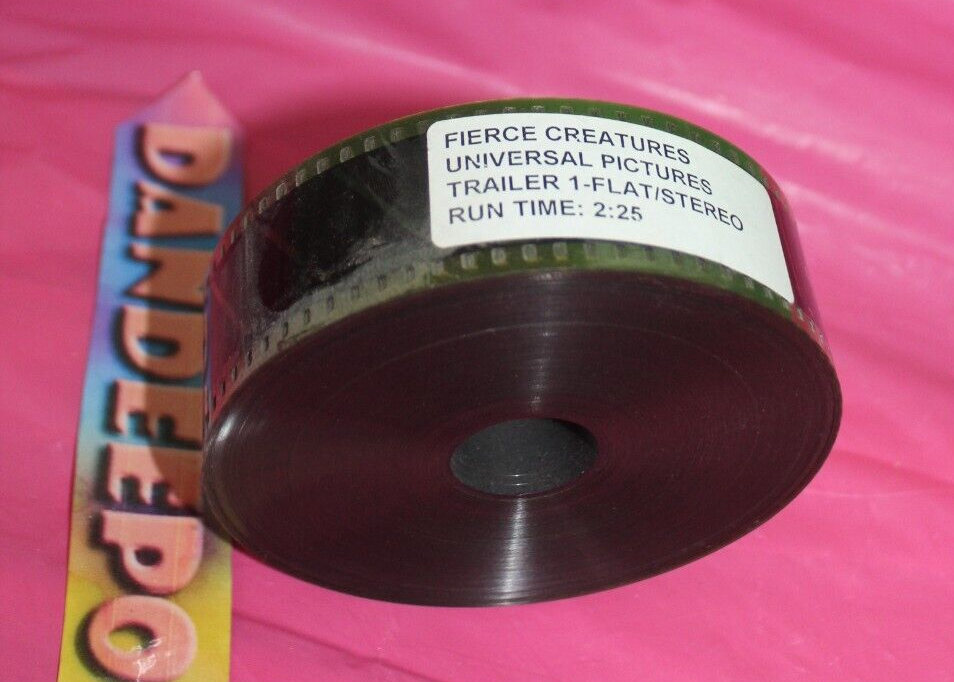 FIERCE CREATURES
UNIVERSAL PICTURES
TRAILER 1-FLAT/STEREO
RUN TIME: 2:25
DANDEEPO